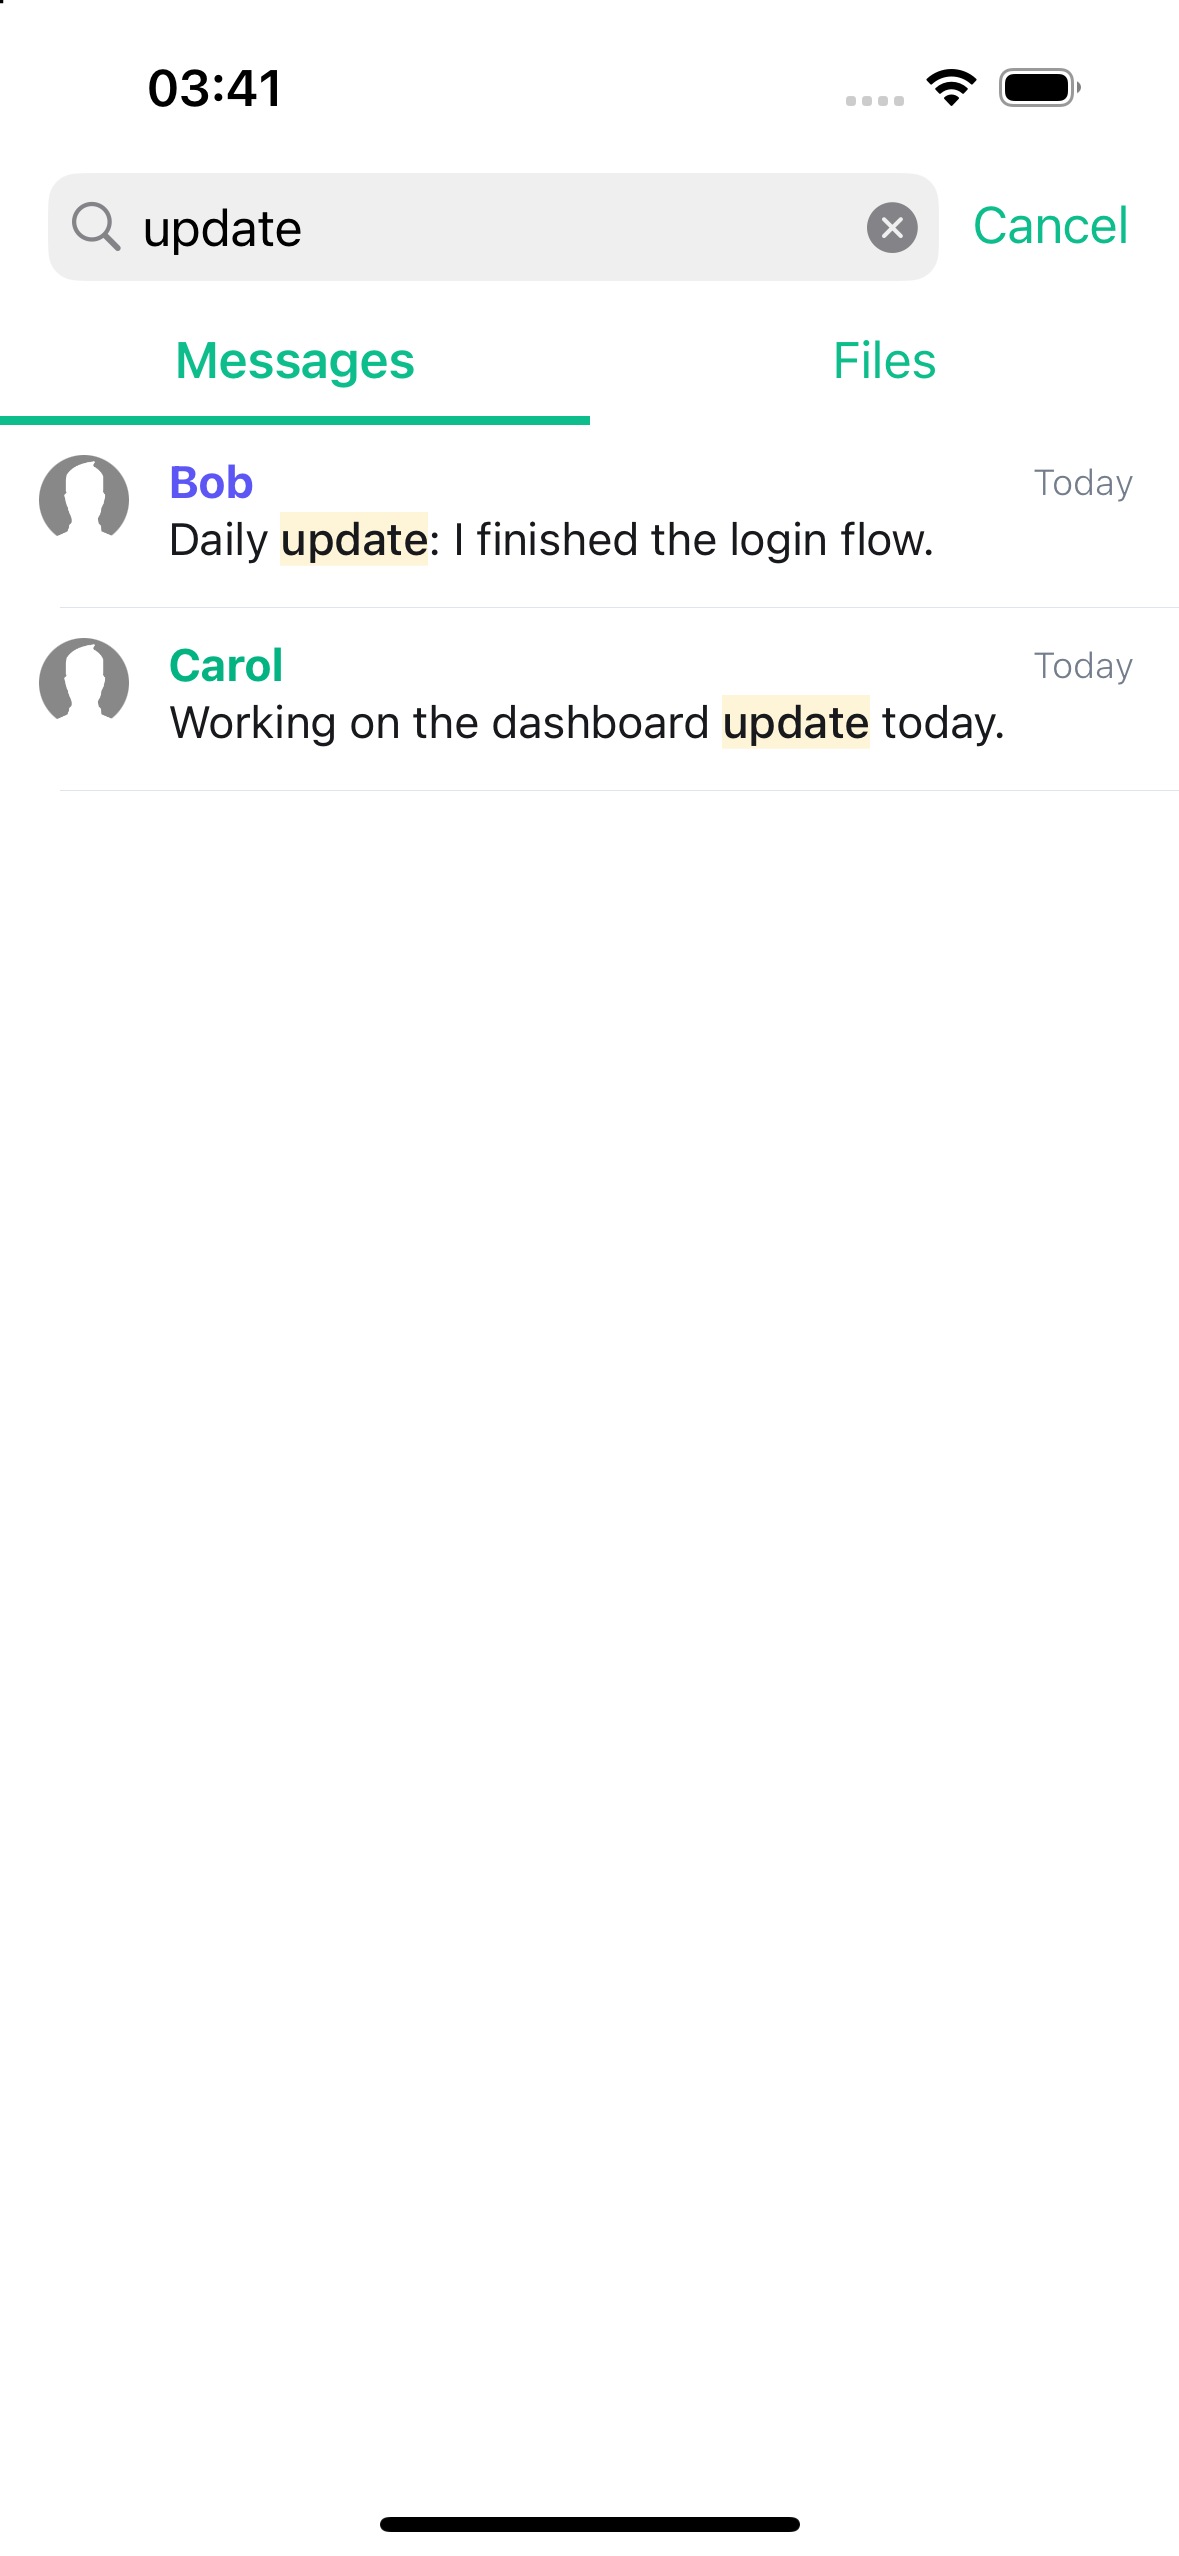 03:41
update
Cancel
Messages
Files
Bob
Today
Daily update: I finished the login flow.
Carol
Today
Working on the dashboard update today.